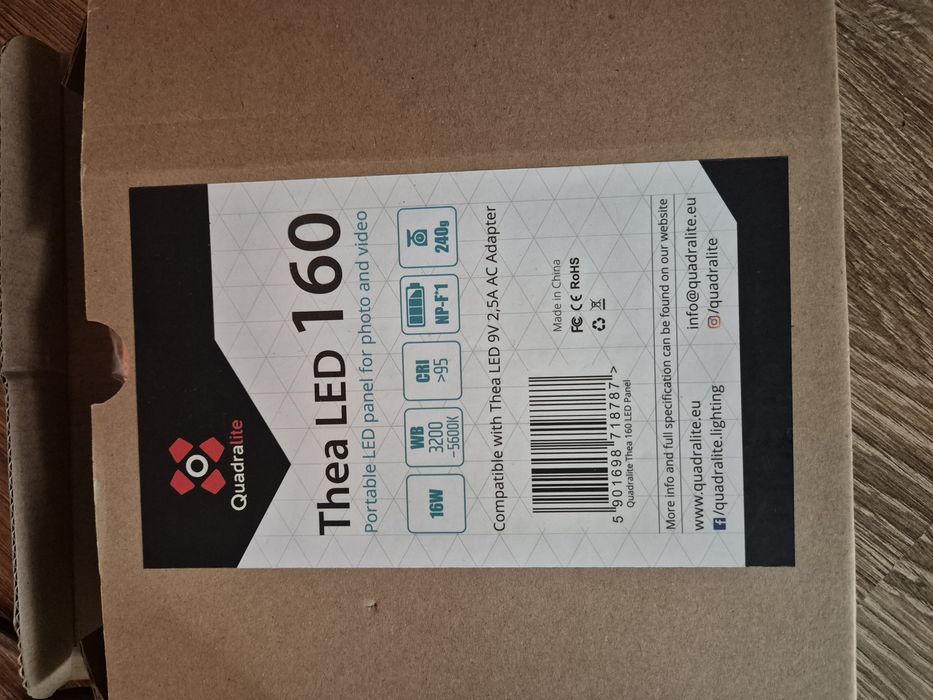 Quadralite
Thea LED 160
Portable LED panel for photo and video
16W
WB
3200
-5600K
CRI
>95
NP-F*1
240g
Compatible with Thea LED 9V 2,5A AC Adapter
5 901698 718787 >
Quadralite Thea 160 LED Panel
Made in China
FC CE RoHS
More info and full specification can be found on our website
www.quadralite.eu
info@quadralite.eu
/quadralite.lighting
/quadralite